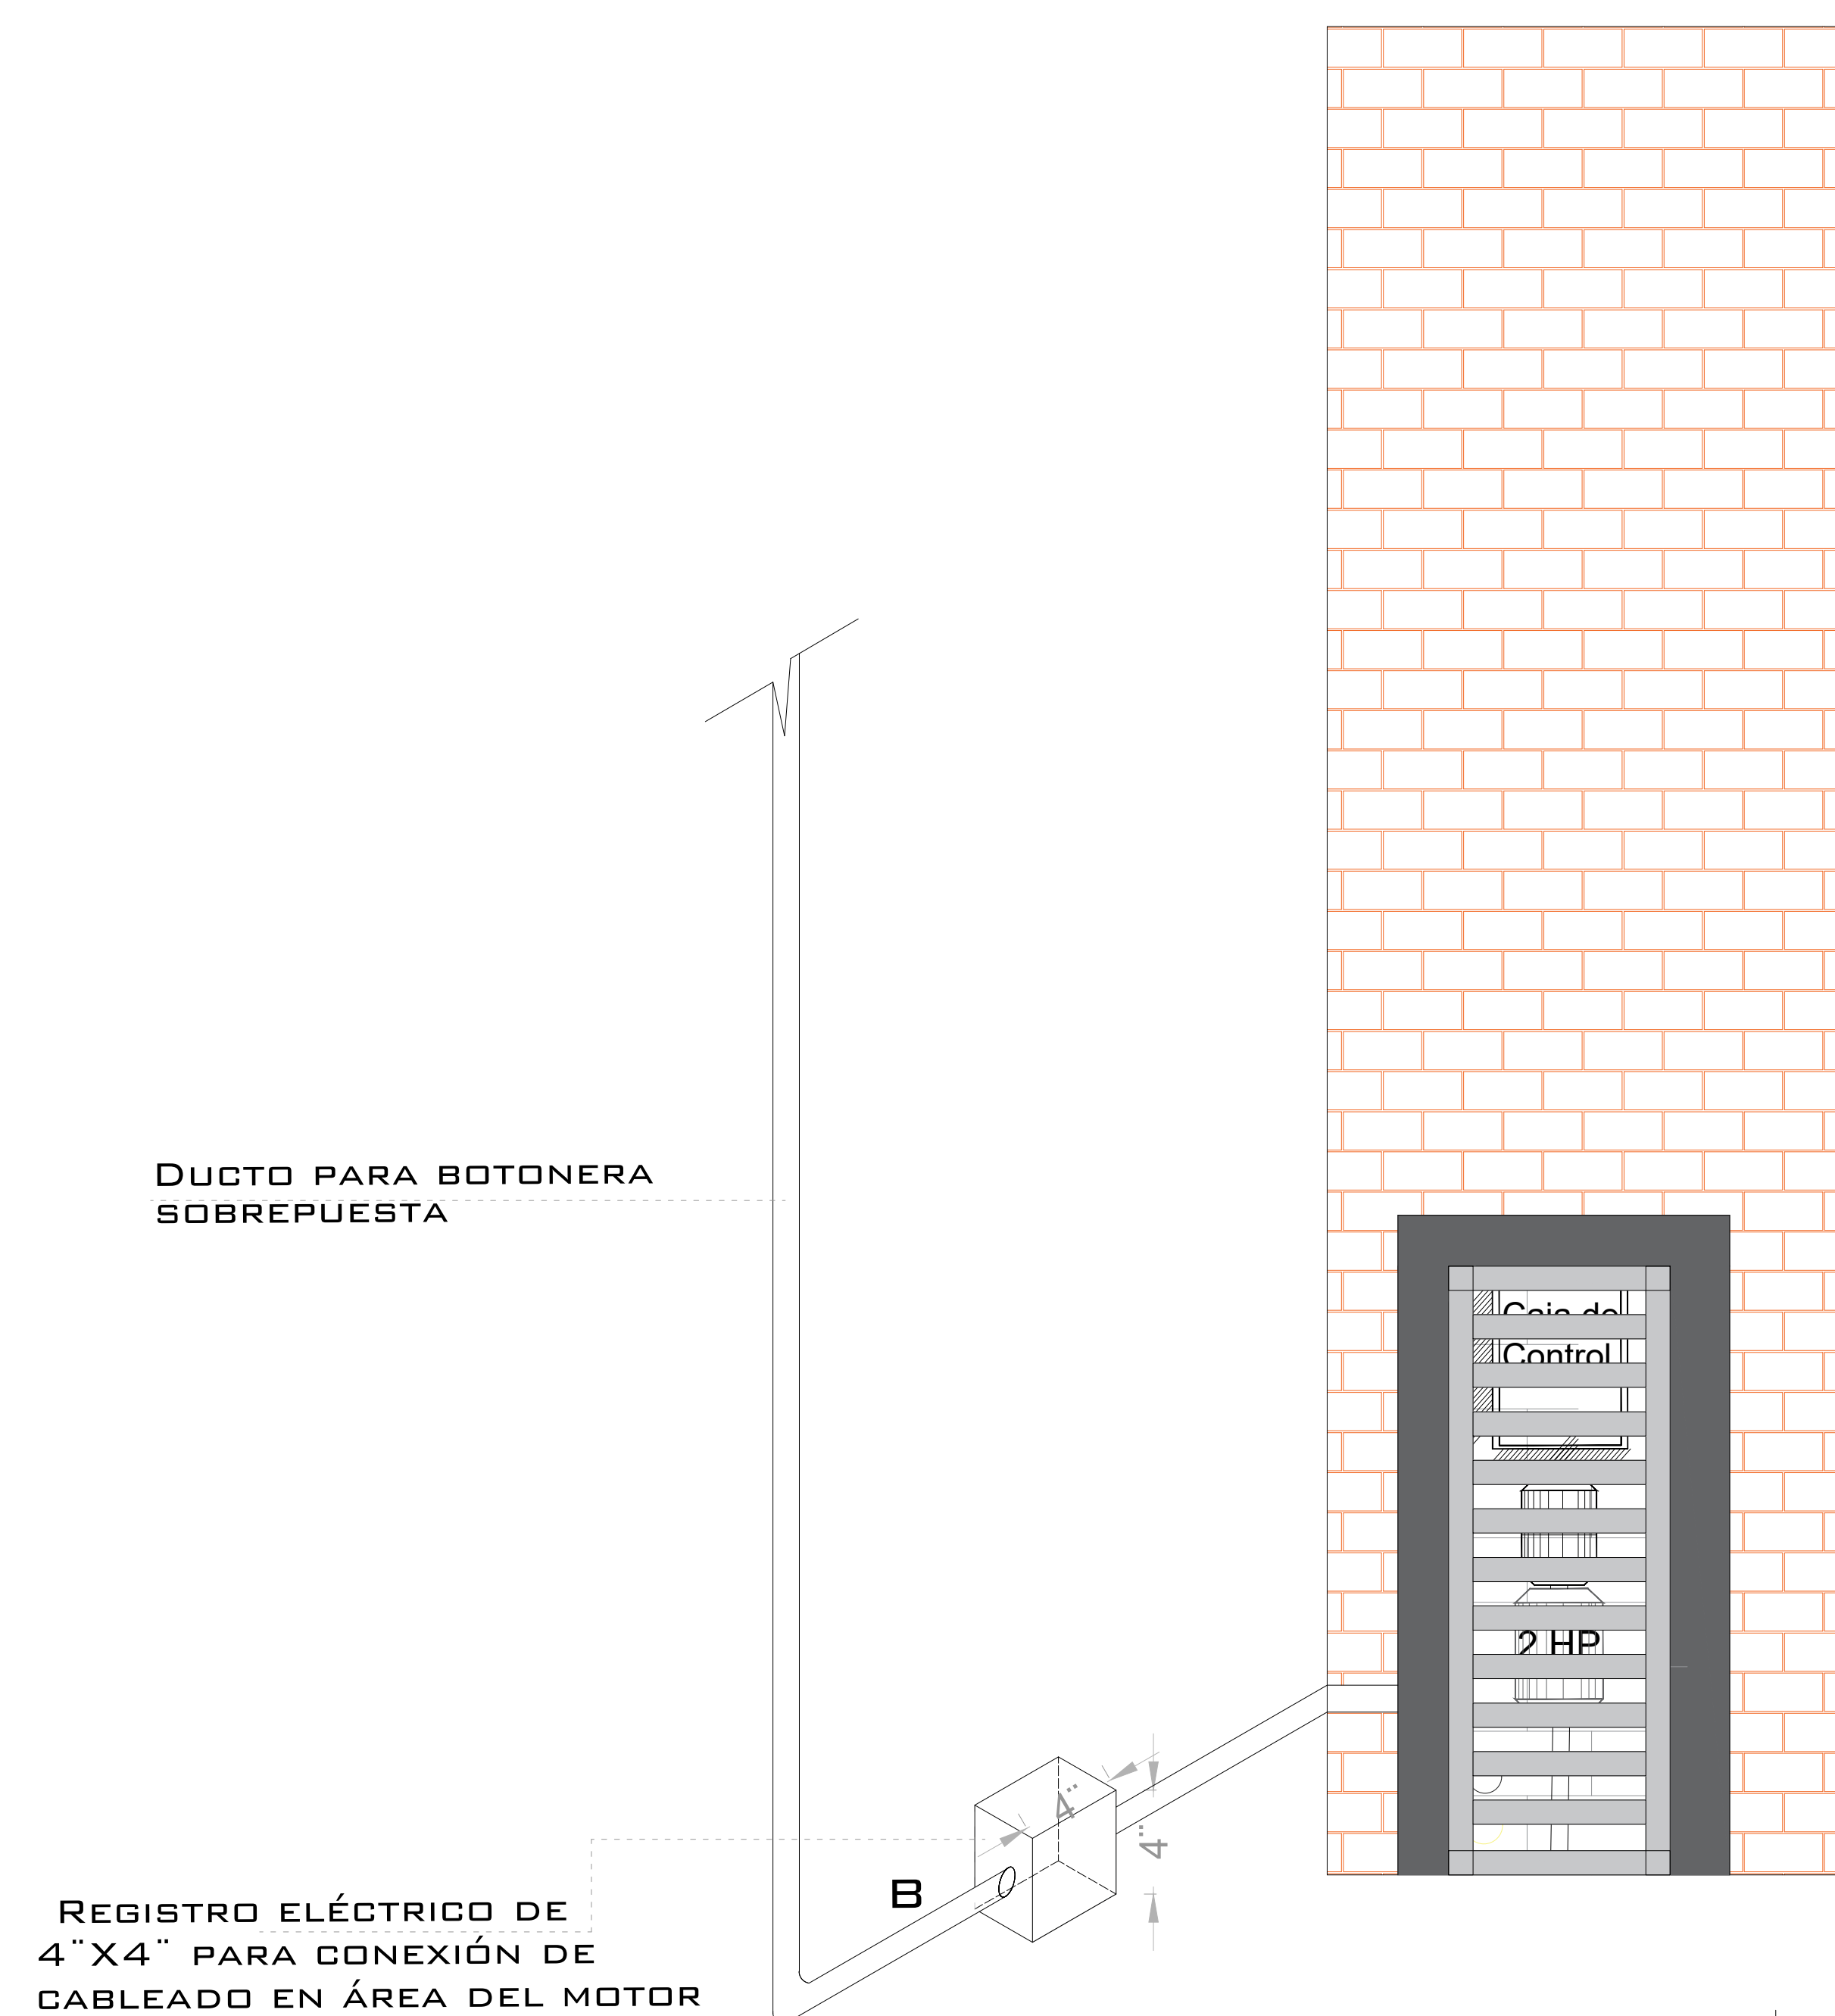 DUCTO PARA BOTONERA
SOBREPUESTA
Caja de
Control
2 HP
4¨
4¨
B
REGISTRO ELÉCTRICO DE
4¨X4¨ PARA CONEXIÓN DE
CABLEADO EN ÁREA DEL MOTOR